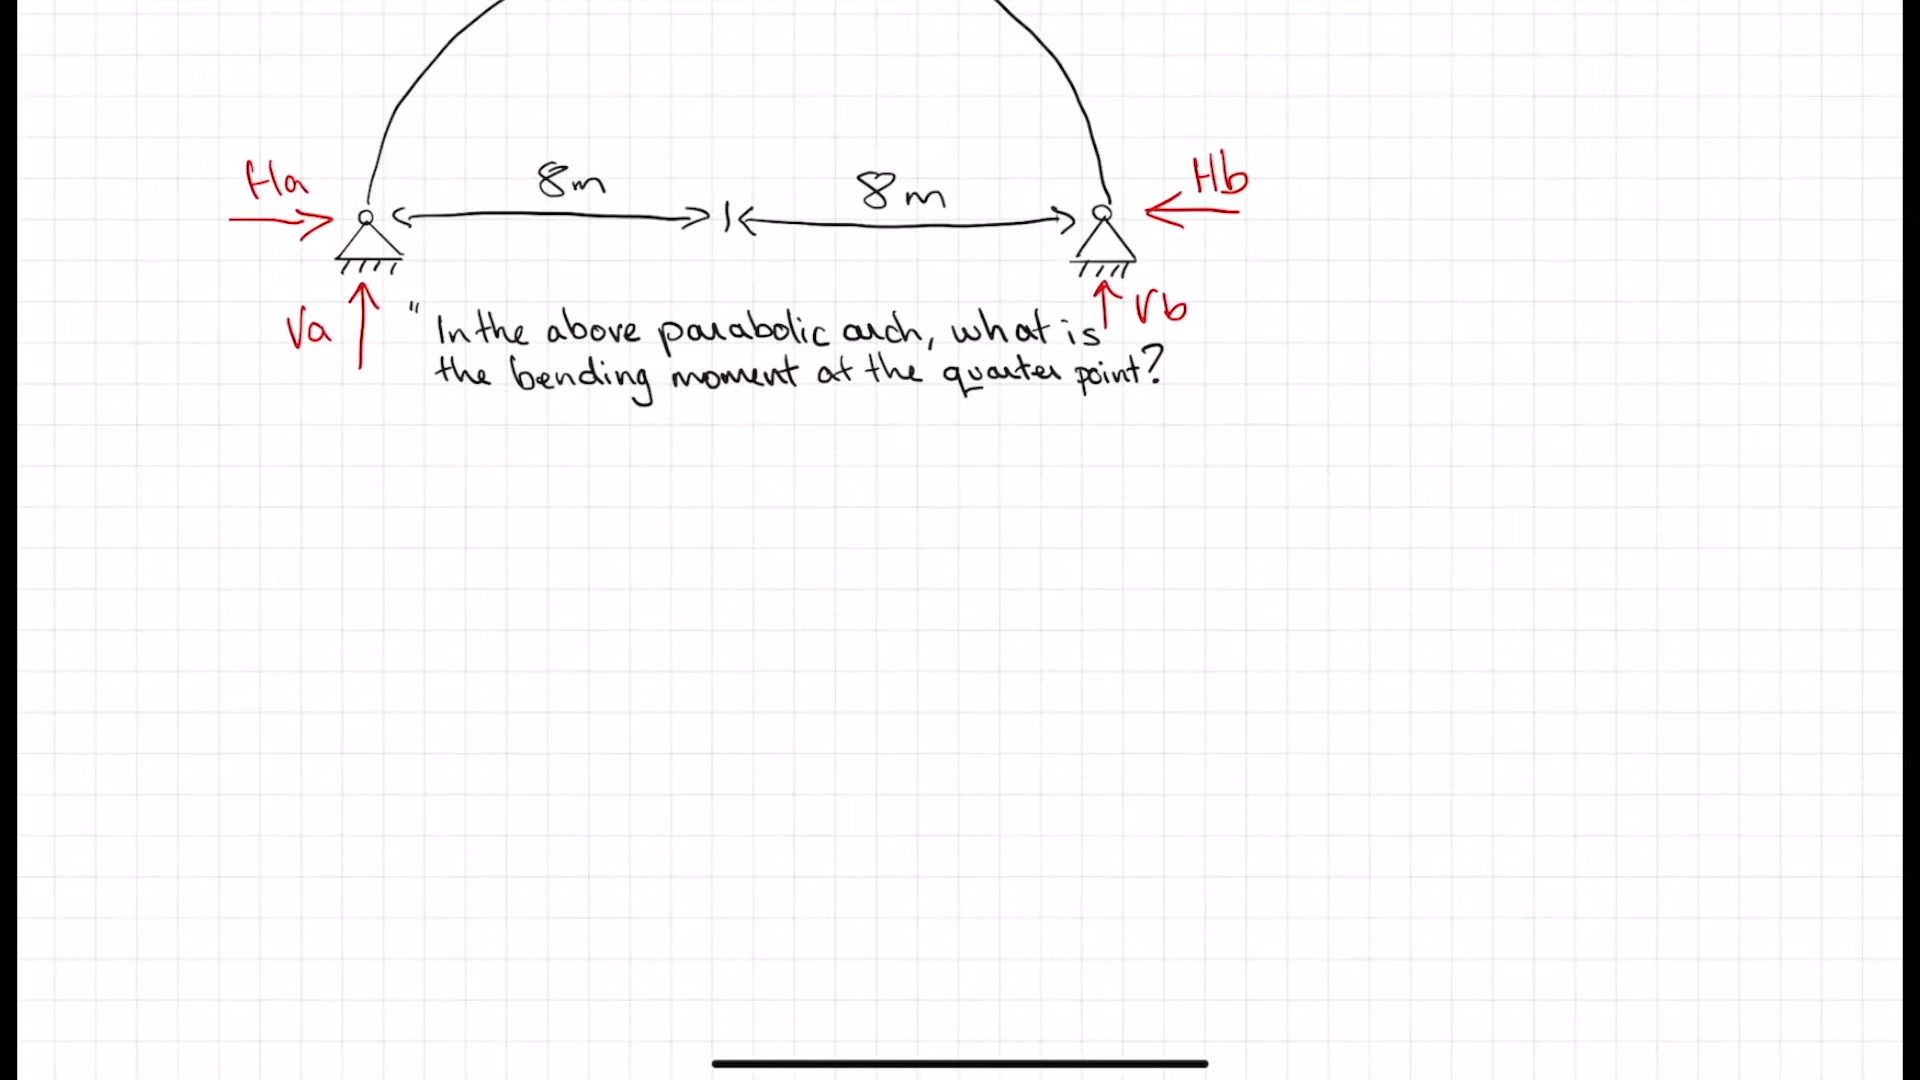 Ha
8m
8m
Hb
Va
Vb
"In the above parabolic arch, what is
the bending moment at the quarter point?